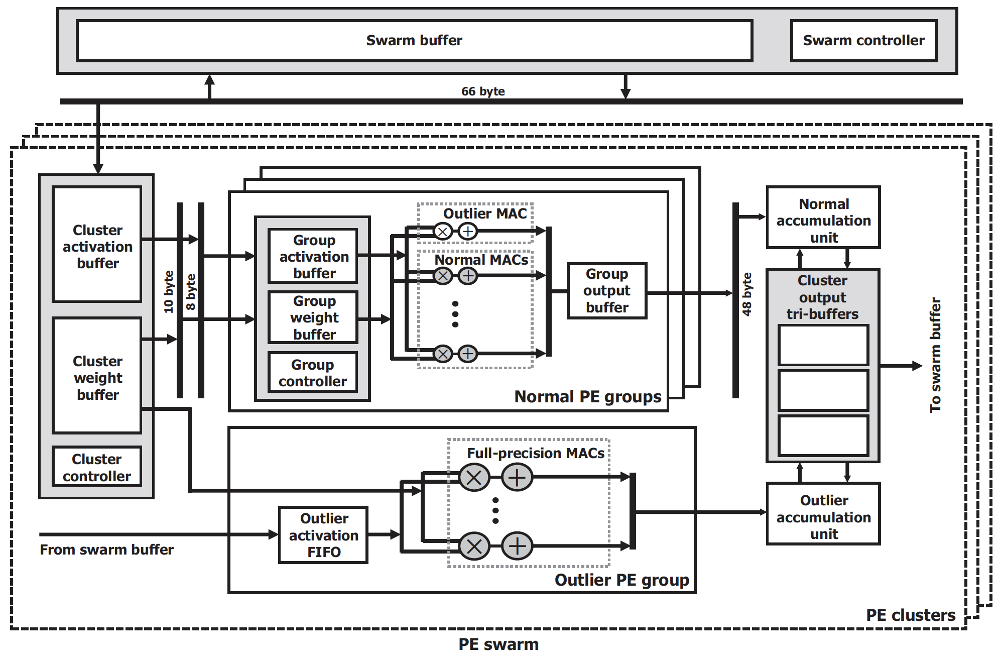 Swarm buffer
Swarm controller
66 byte
Cluster
activation
buffer
Cluster
weight
buffer
Cluster
controller
10 byte
8 byte
Group
activation
buffer
Group
weight
buffer
Group
controller
Outlier MAC
Normal MACs
Group
output
buffer
Normal PE groups
48 byte
Normal
accumulation
unit
Cluster
output
tri-buffers
To swarm buffer
Outlier
accumulation
unit
Full-precision MACs
Outlier
activation
FIFO
From swarm buffer
Outlier PE group
PE clusters
PE swarm